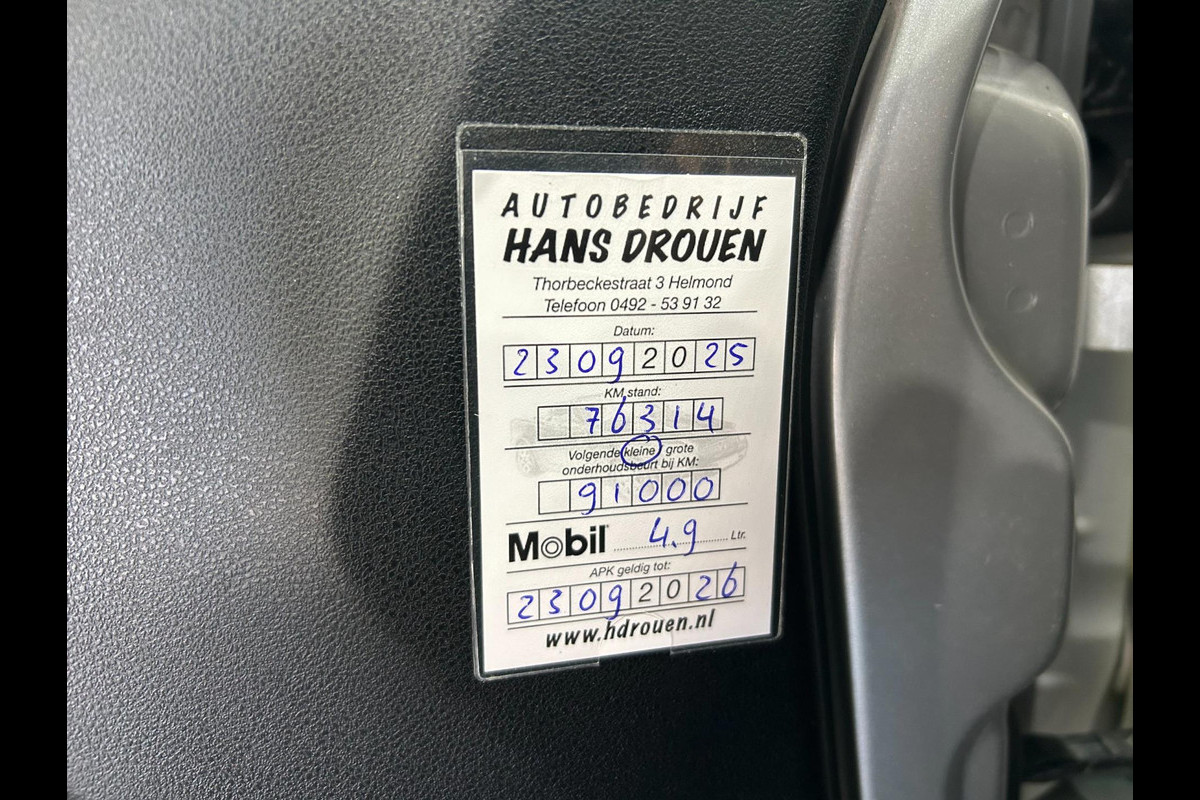 AUTOBEDRIJF
HANS DROUEN
Thorbeckestraat 3 Helmond
Telefoon 0492 - 53 91 32
Datum:
23092025
KM stand:
76314
Volgende kleine / grote
onderhoudsbeurt bij KM:
91000
Mobil 4.9 Ltr.
APK geldig tot:
23092026
www.hdrouen.nl